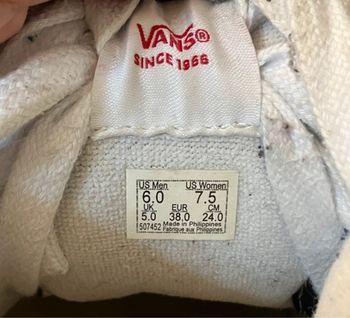 VANS®
SINCE 1966
US Men US Women
6.0 7.5
UK EUR CM
5.0 38.0 24.0
507452 Made in Philippines
Fabrique aux Philippines